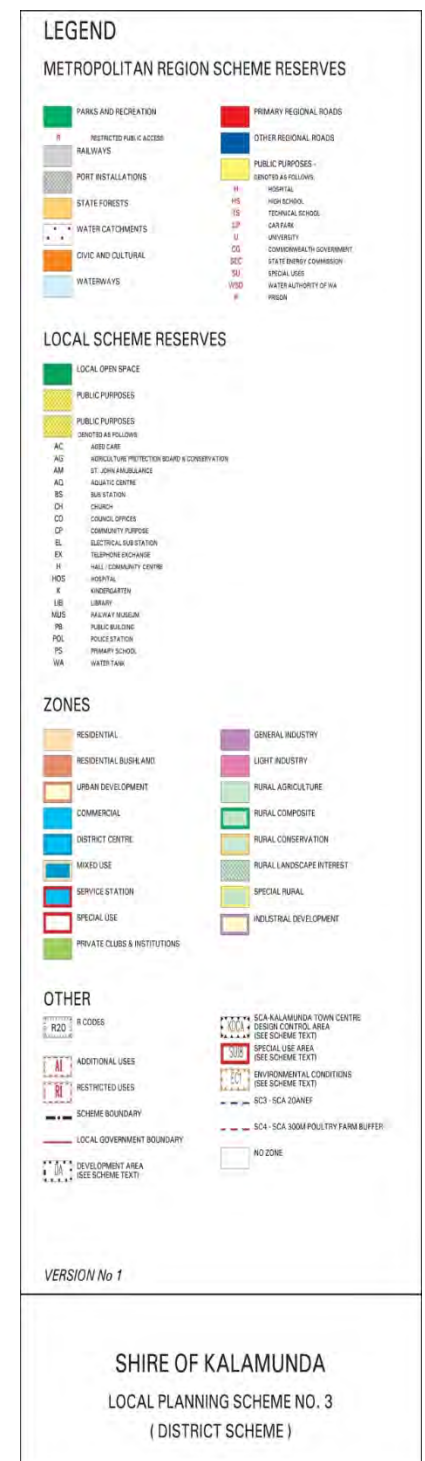 LEGEND
METROPOLITAN REGION SCHEME RESERVES
PARKS AND RECREATION
R RESTRICTED PUBLIC ACCESS
RAILWAYS
PORT INSTALLATIONS
STATE FORESTS
WATER CATCHMENTS
CIVIC AND CULTURAL
WATERWAYS
PRIMARY REGIONAL ROADS
OTHER REGIONAL ROADS
PUBLIC PURPOSES -
DENOTED AS FOLLOWS:
H HOSPITAL
HS HIGH SCHOOL
TS TECHNICAL SCHOOL
CP CAR PARK
U UNIVERSITY
CG COMMONWEALTH GOVERNMENT
SEC STATE ENERGY COMMISSION
SU SPECIAL USES
WSD WATER AUTHORITY OF WA
P PRISON
LOCAL SCHEME RESERVES
LOCAL OPEN SPACE
PUBLIC PURPOSES
PUBLIC PURPOSES
DENOTED AS FOLLOWS:
AC AGED CARE
AG AGRICULTURE PROTECTION BOARD & CONSERVATION
AM ST. JOHN AMUBULANCE
AQ AQUATIC CENTRE
BS BUS STATION
CH CHURCH
CO COUNCIL OFFICES
CP COMMUNITY PURPOSE
EL ELECTRICAL SUB STATION
EX TELEPHONE EXCHANGE
H HALL / COMMUNITY CENTRE
HOS HOSPITAL
K KINDERGARTEN
LIB LIBRARY
MUS RAILWAY MUSEUM
PB PUBLIC BUILDING
POL POLICE STATION
PS PRIMARY SCHOOL
WA WATER TANK
ZONES
RESIDENTIAL
RESIDENTIAL BUSHLAND
URBAN DEVELOPMENT
COMMERCIAL
DISTRICT CENTRE
MIXED USE
SERVICE STATION
SPECIAL USE
PRIVATE CLUBS & INSTITUTIONS
GENERAL INDUSTRY
LIGHT INDUSTRY
RURAL AGRICULTURE
RURAL COMPOSITE
RURAL CONSERVATION
RURAL LANDSCAPE INTEREST
SPECIAL RURAL
INDUSTRIAL DEVELOPMENT
OTHER
R20 R CODES
A1 ADDITIONAL USES
R1 RESTRICTED USES
SCHEME BOUNDARY
LOCAL GOVERNMENT BOUNDARY
DA DEVELOPMENT AREA
(SEE SCHEME TEXT)
KDCA SCA-KALAMUNDA TOWN CENTRE
DESIGN CONTROL AREA
(SEE SCHEME TEXT)
SPECIAL USE AREA
(SEE SCHEME TEXT)
EC1 ENVIRONMENTAL CONDITIONS
(SEE SCHEME TEXT)
SC3 - SCA 20ANEF
SC4 - SCA 300M POULTRY FARM BUFFER
NO ZONE
VERSION No 1
SHIRE OF KALAMUNDA
LOCAL PLANNING SCHEME NO. 3
( DISTRICT SCHEME )